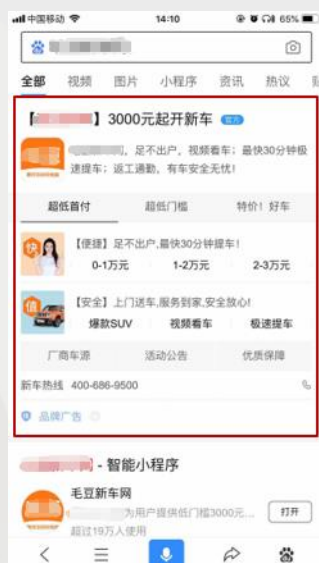 中国移动 14:10 65%
全部 视频 图片 小程序 资讯 热议
【 】3000元起开新车 官方
足不出户，视频看车；最快30分钟极
速提车；返工通勤，有车安全无忧！
超低首付 超低门槛 特价！好车
快 【便捷】足不出户,最快30分钟提车！
0-1万元 1-2万元 2-3万元
值 【安全】上门送车,服务到家,安全放心!
爆款SUV 视频看车 极速提车
厂商车源 活动公告 优质保障
新车热线 400-686-9500
品牌广告
- 智能小程序
毛豆新车网
为用户提供低门槛3000元... 打开
超过19万人使用